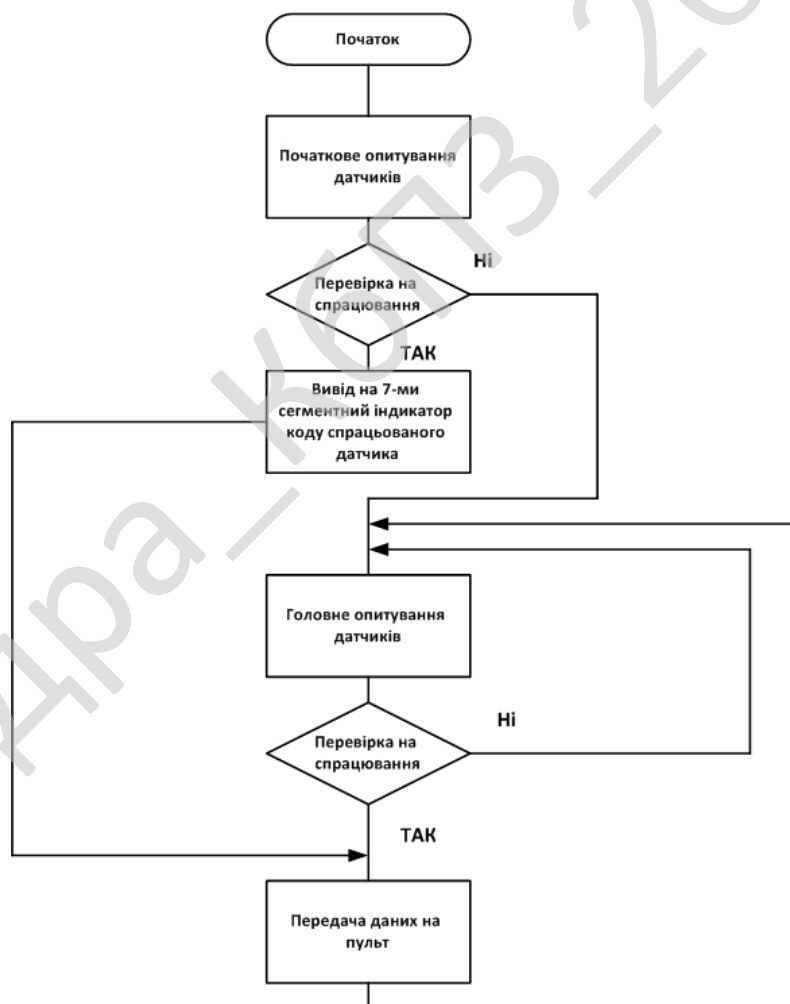 Початок
Початкове опитування
датчиків
Ні
Перевірка на
спрацювання
ТАК
Вивід на 7-ми
сегментний індикатор
коду спрацьованого
датчика
Головне опитування
датчиків
Ні
Перевірка на
спрацювання
ТАК
Передача даних на
пульт